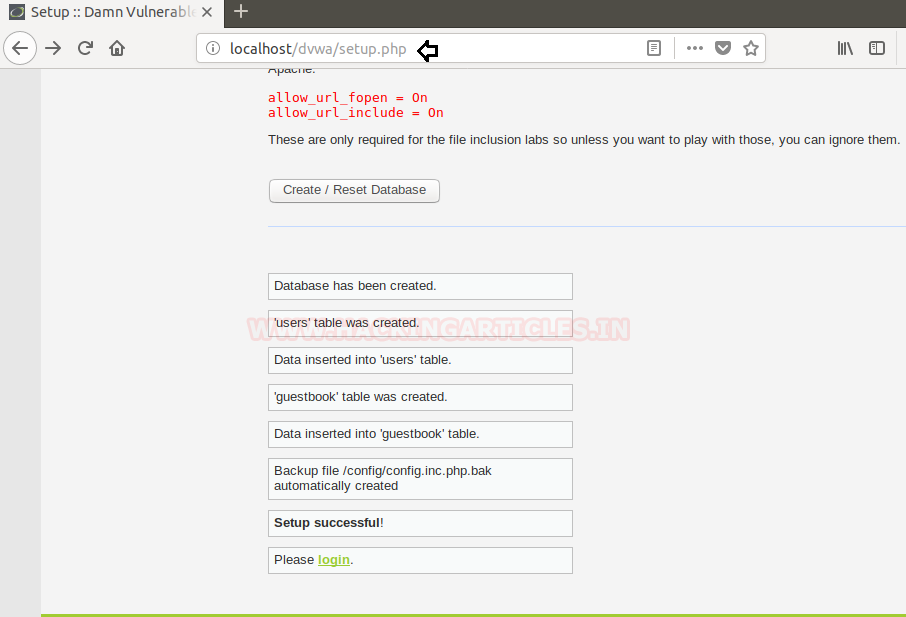 Setup :: Damn Vulnerable
localhost/dvwa/setup.php
Apache:
allow_url_fopen = On
allow_url_include = On
These are only required for the file inclusion labs so unless you want to play with those, you can ignore them.
Create / Reset Database
Database has been created.
'users' table was created.
WWW.HACKINGARTICLES.IN
Data inserted into 'users' table.
'guestbook' table was created.
Data inserted into 'guestbook' table.
Backup file /config/config.inc.php.bak
automatically created
Setup successful!
Please login.